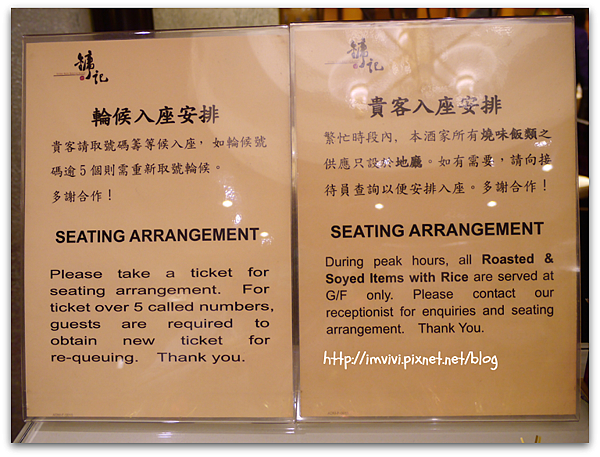 鏞記
輪候入座安排
貴客請取號碼籌等候入座，如輪候號
碼逾5個則需重新取號輪候。
多謝合作！
SEATING ARRANGEMENT
Please take a ticket for
seating arrangement. For
ticket over 5 called numbers,
guests are required to
obtain new ticket for
re-queuing. Thank you.
鏞記
貴客入座安排
繁忙時段內，本酒家所有燒味飯類之
供應只設於地廳。如有需要，請向接
待員查詢以便安排入座。多謝合作！
SEATING ARRANGEMENT
During peak hours, all Roasted &
Soyed Items with Rice are served at
G/F only. Please contact our
receptionist for enquiries and seating
arrangement. Thank You.
http://imvivi.pixnet.net/blog